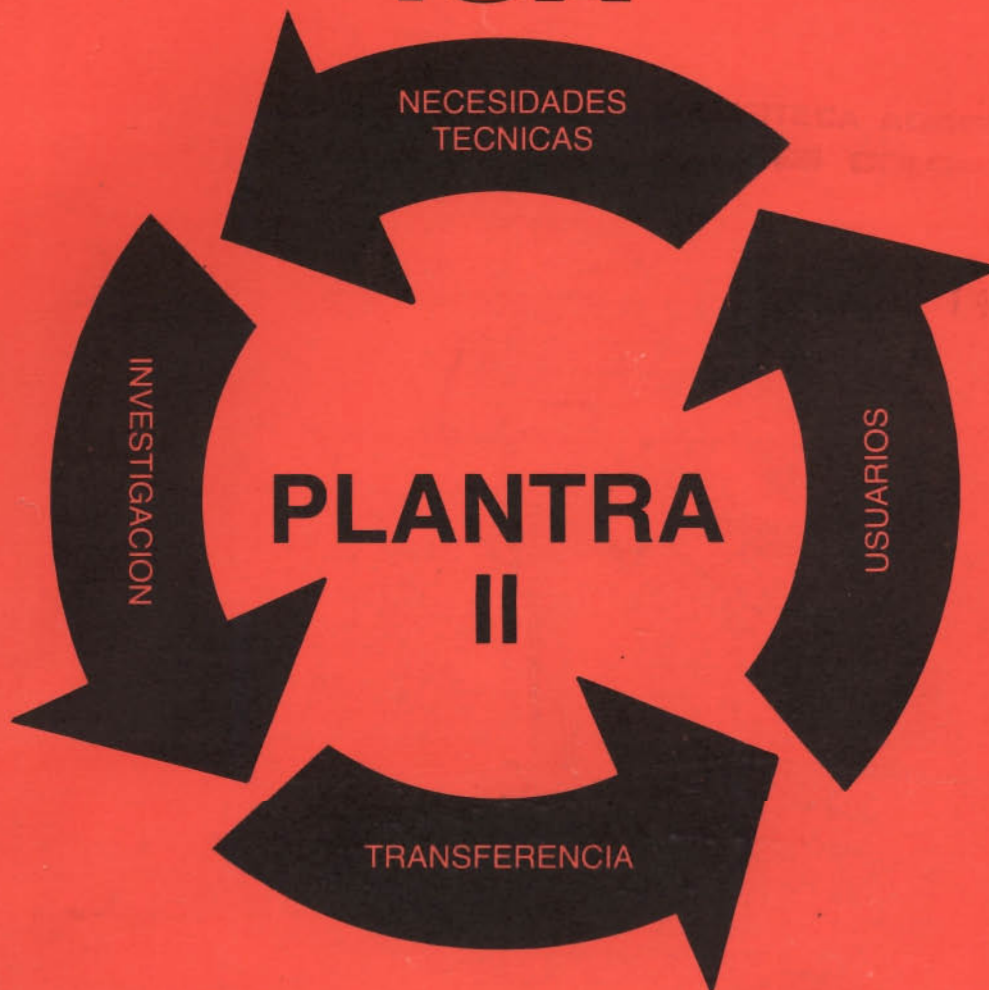 NECESIDADES
TECNICAS
INVESTIGACION
PLANTRA
II
USUARIOS
TRANSFERENCIA